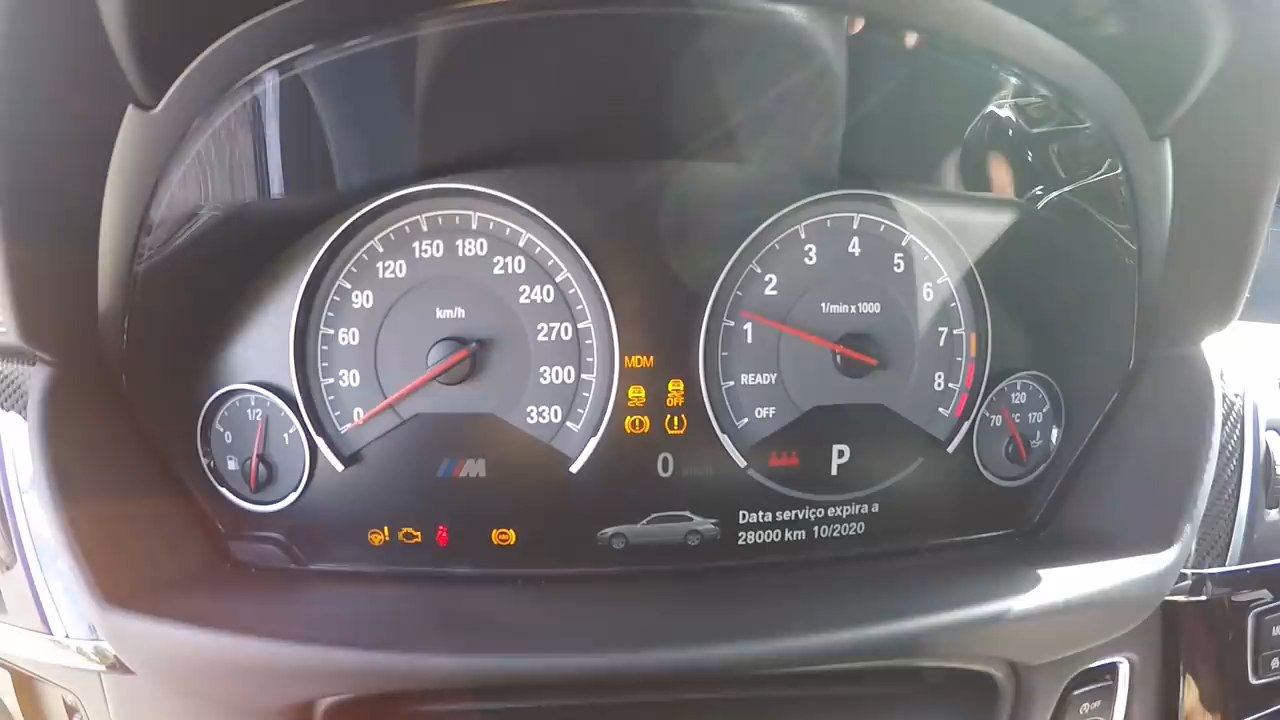 0
30
60
90
120
150
180
210
240
270
300
330
km/h
0
1/2
1
M
MDM
OFF
0
OFF
READY
1
2
3
4
5
6
7
8
1/min x 1000
P
70
120
170
°C
ABS
Data serviço expira a
28000 km 10/2020
OFF